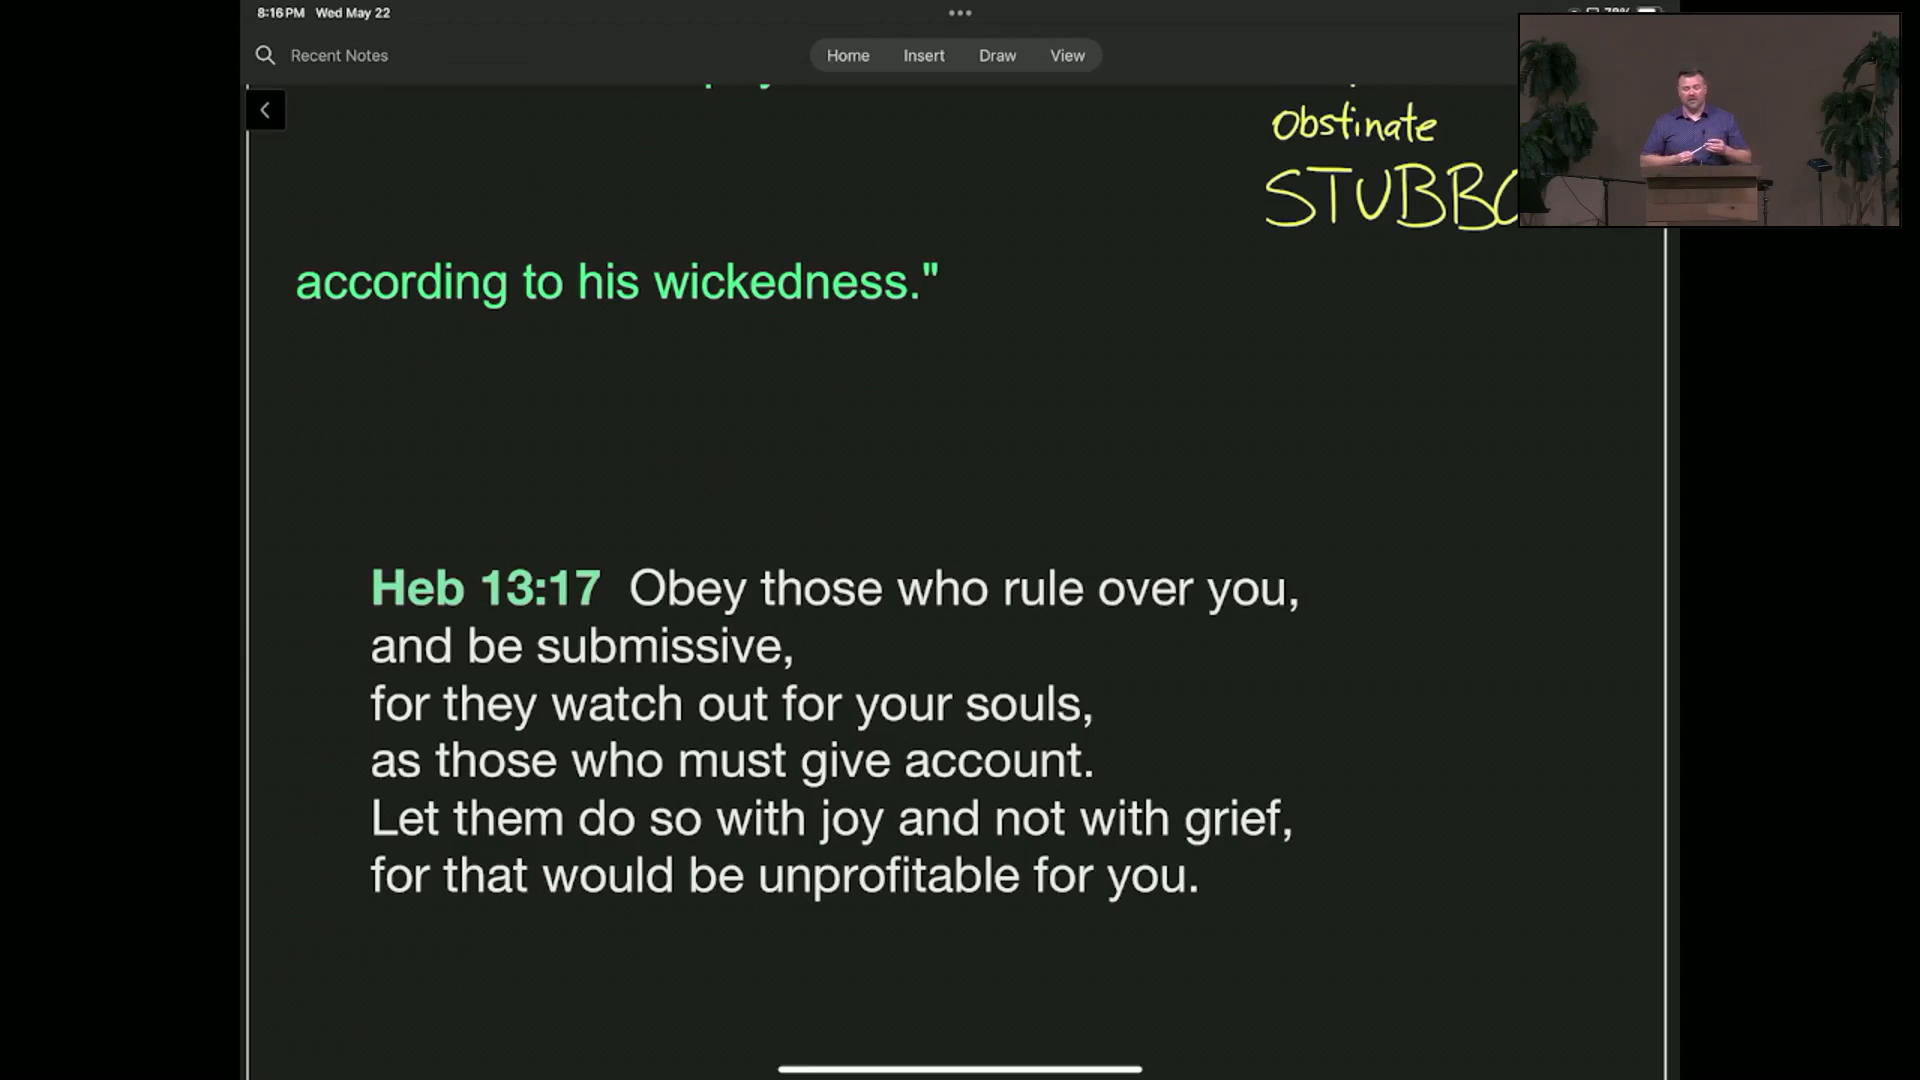 8:16 PM Wed May 22
Recent Notes
Home Insert Draw View
Obstinate
STUBBO
according to his wickedness."
Heb 13:17 Obey those who rule over you,
and be submissive,
for they watch out for your souls,
as those who must give account.
Let them do so with joy and not with grief,
for that would be unprofitable for you.